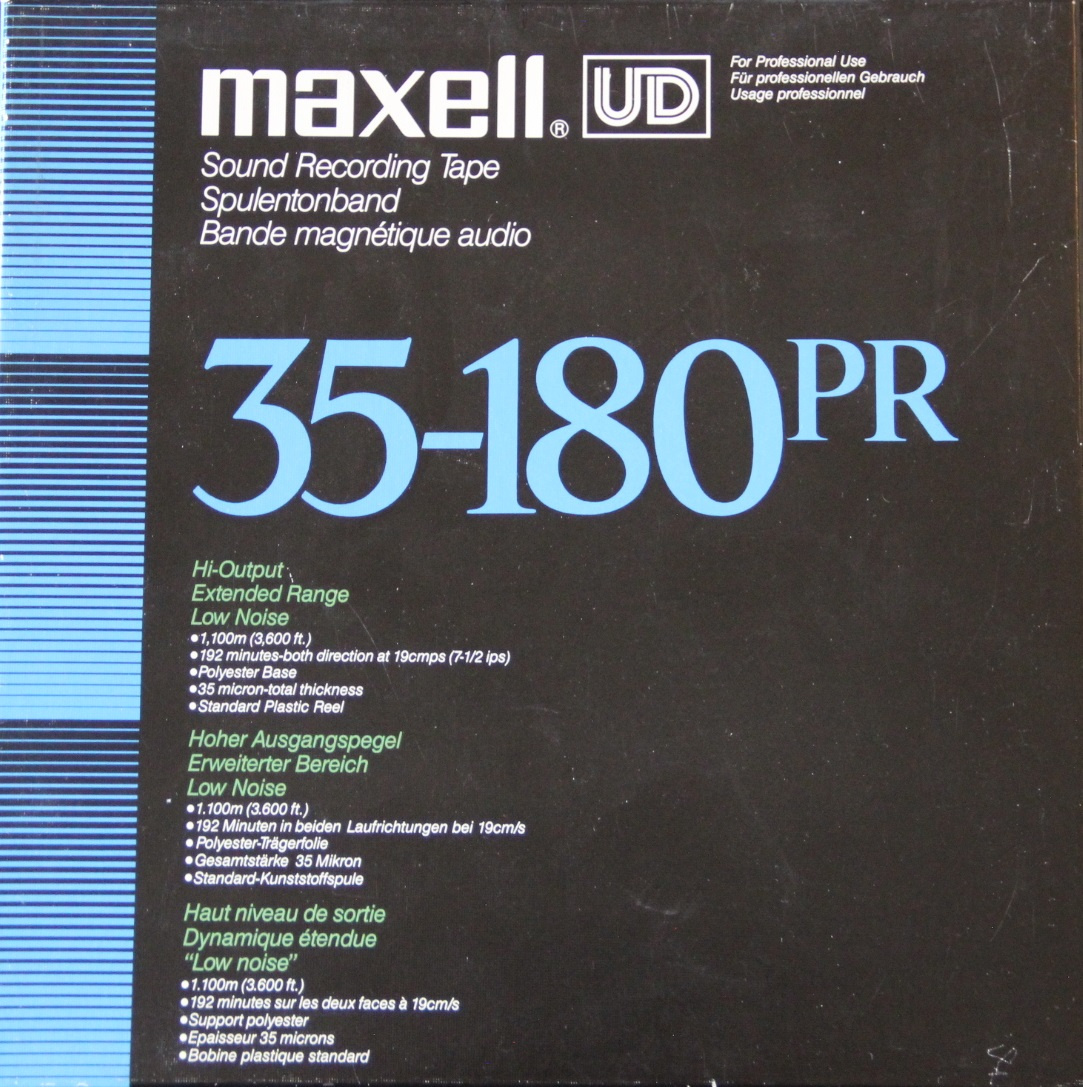 maxell® UD
For Professional Use
Für professionellen Gebrauch
Usage professionnel
Sound Recording Tape
Spulentonband
Bande magnétique audio
35-180PR
Hi-Output
Extended Range
Low Noise
●1,100m (3,600 ft.)
●192 minutes-both direction at 19cmps (7-1/2 ips)
●Polyester Base
●35 micron-total thickness
●Standard Plastic Reel
Hoher Ausgangspegel
Erweiterter Bereich
Low Noise
●1.100m (3.600 ft.)
●192 Minuten in beiden Laufrichtungen bei 19cm/s
●Polyester-Trägerfolie
●Gesamtstärke 35 Mikron
●Standard-Kunststoffspule
Haut niveau de sortie
Dynamique étendue
“Low noise”
●1.100m (3.600 ft.)
●192 minutes sur les deux faces à 19cm/s
●Support polyester
●Epaisseur 35 microns
●Bobine plastique standard